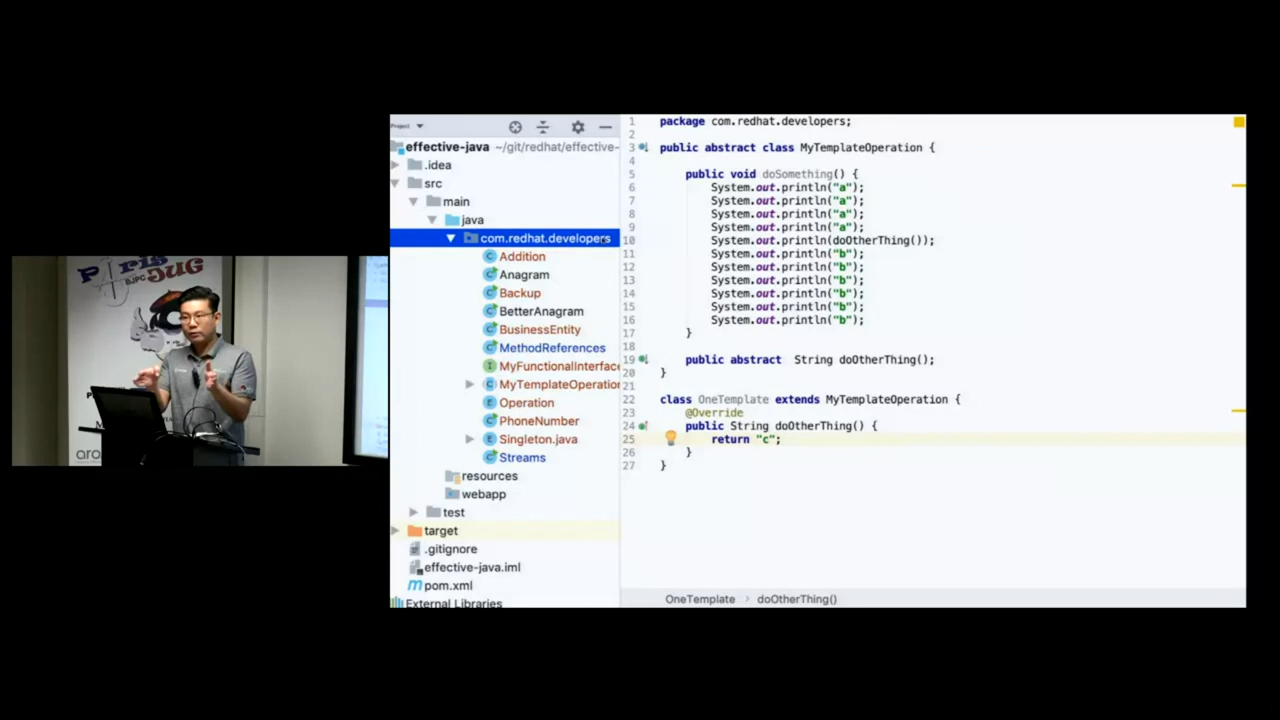 Paris
JUG
BJPC
Project
effective-java ~/git/redhat/effective-
.idea
src
main
java
com.redhat.developers
Addition
Anagram
Backup
BetterAnagram
BusinessEntity
MethodReferences
MyFunctionalInterface
MyTemplateOperation
Operation
PhoneNumber
Singleton.java
Streams
resources
webapp
test
target
.gitignore
effective-java.iml
pom.xml
External Libraries
1 package com.redhat.developers;
2
3 public abstract class MyTemplateOperation {
4
5 public void doSomething() {
6 System.out.println("a");
7 System.out.println("a");
8 System.out.println("a");
9 System.out.println("a");
10 System.out.println(doOtherThing());
11 System.out.println("b");
12 System.out.println("b");
13 System.out.println("b");
14 System.out.println("b");
15 System.out.println("b");
16 System.out.println("b");
17 }
18
19 public abstract String doOtherThing();
20 }
21
22 class OneTemplate extends MyTemplateOperation {
23 @Override
24 public String doOtherThing() {
25 return "c";
26 }
27 }
OneTemplate > doOtherThing()